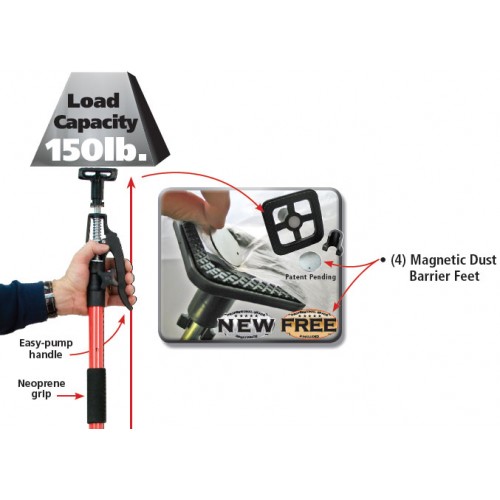 Load
Capacity
150lb.
Patent Pending
NEW FREE
• (4) Magnetic Dust
Barrier Feet
Easy-pump
handle
Neoprene
grip